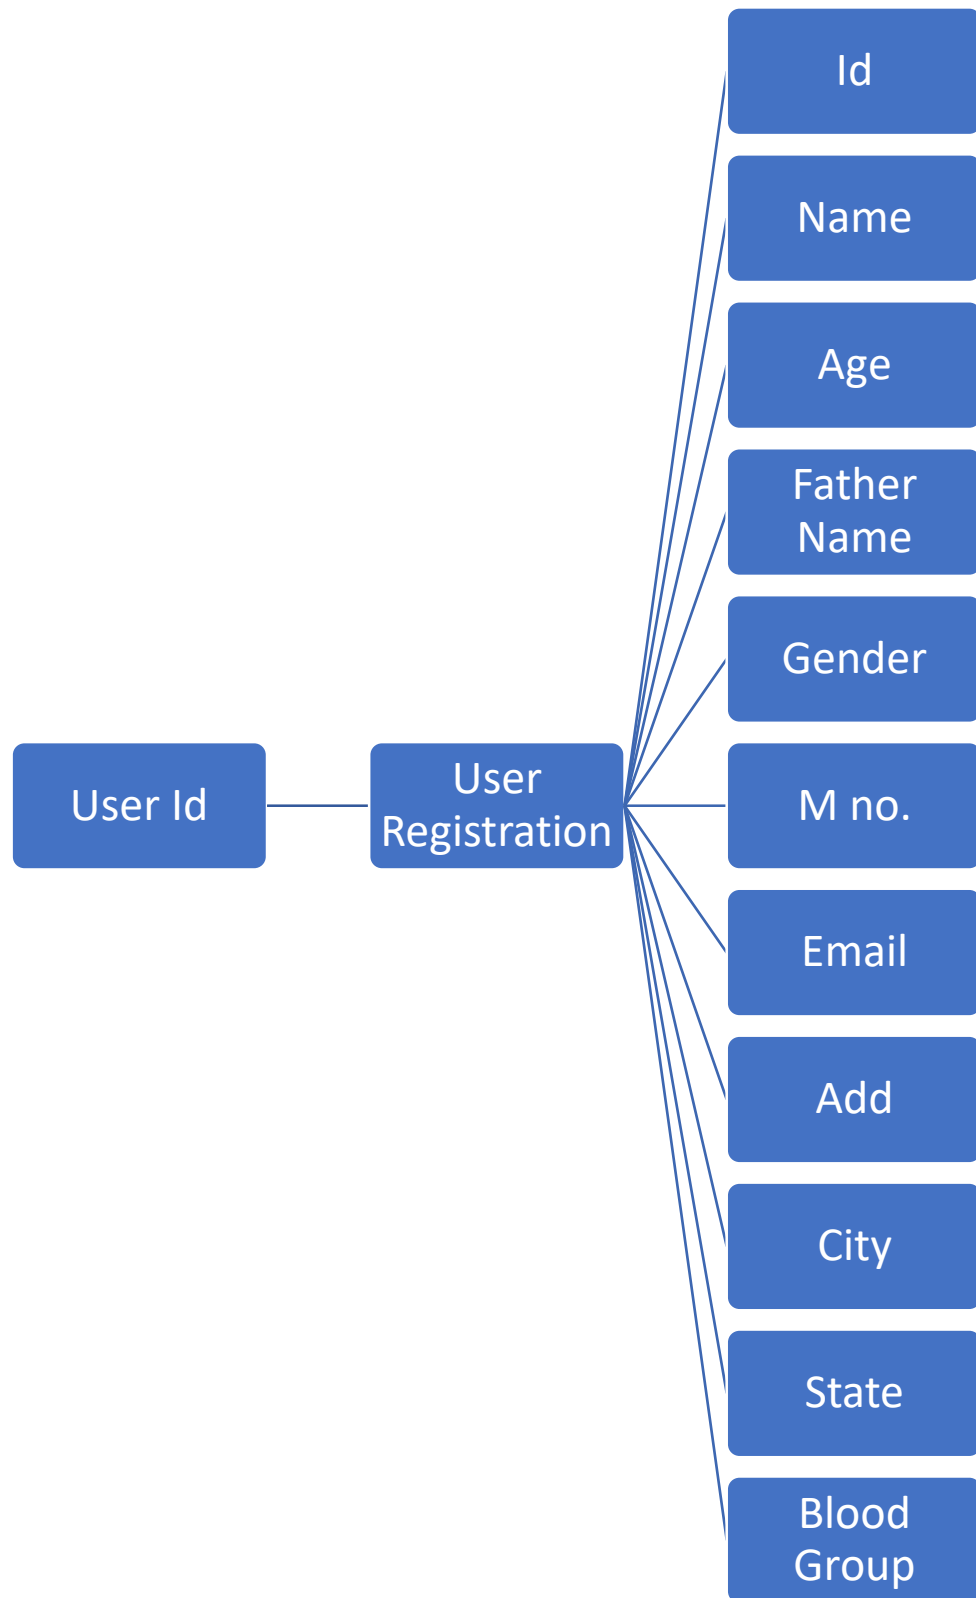 Id
Name
Age
Father
Name
Gender
User Id
User
Registration
M no.
Email
Add
City
State
Blood
Group